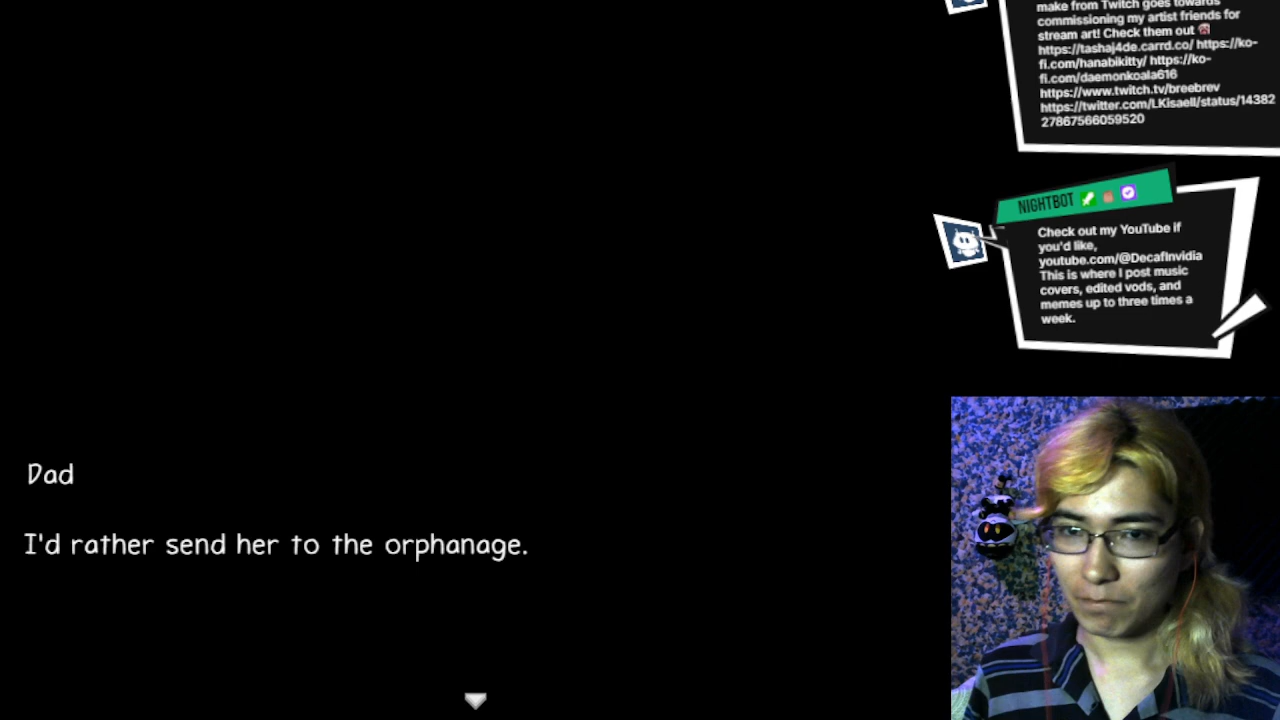 make from Twitch goes towards
commissioning my artist friends for
stream art! Check them out
https://tashaj4de.carrd.co/ https://ko-
fi.com/hanabikitty/ https://ko-
fi.com/daemonkoala616
https://www.twitch.tv/breebrev
https://twitter.com/LKisaell/status/14382
27867566059520
NIGHTBOT
Check out my YouTube if
you'd like,
youtube.com/@DecafInvidia
This is where I post music
covers, edited vods, and
memes up to three times a
week.
Dad
I'd rather send her to the orphanage.